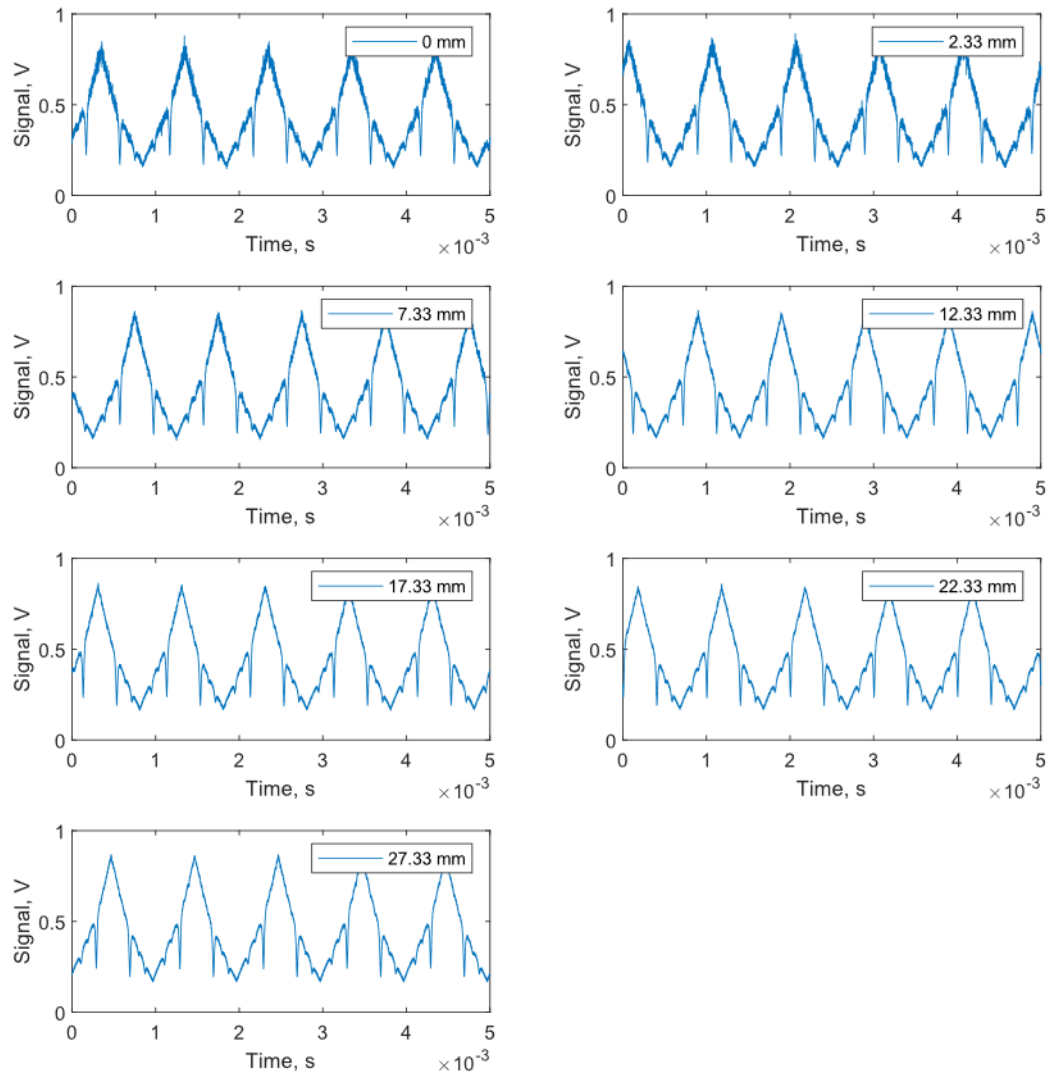 1
0.5
0
Signal, V
0 mm
0 1 2 3 4 5
Time, s
×10⁻³
1
0.5
0
Signal, V
2.33 mm
0 1 2 3 4 5
Time, s
×10⁻³
1
0.5
0
Signal, V
7.33 mm
0 1 2 3 4 5
Time, s
×10⁻³
1
0.5
0
Signal, V
12.33 mm
0 1 2 3 4 5
Time, s
×10⁻³
1
0.5
0
Signal, V
17.33 mm
0 1 2 3 4 5
Time, s
×10⁻³
1
0.5
0
Signal, V
22.33 mm
0 1 2 3 4 5
Time, s
×10⁻³
1
0.5
0
Signal, V
27.33 mm
0 1 2 3 4 5
Time, s
×10⁻³